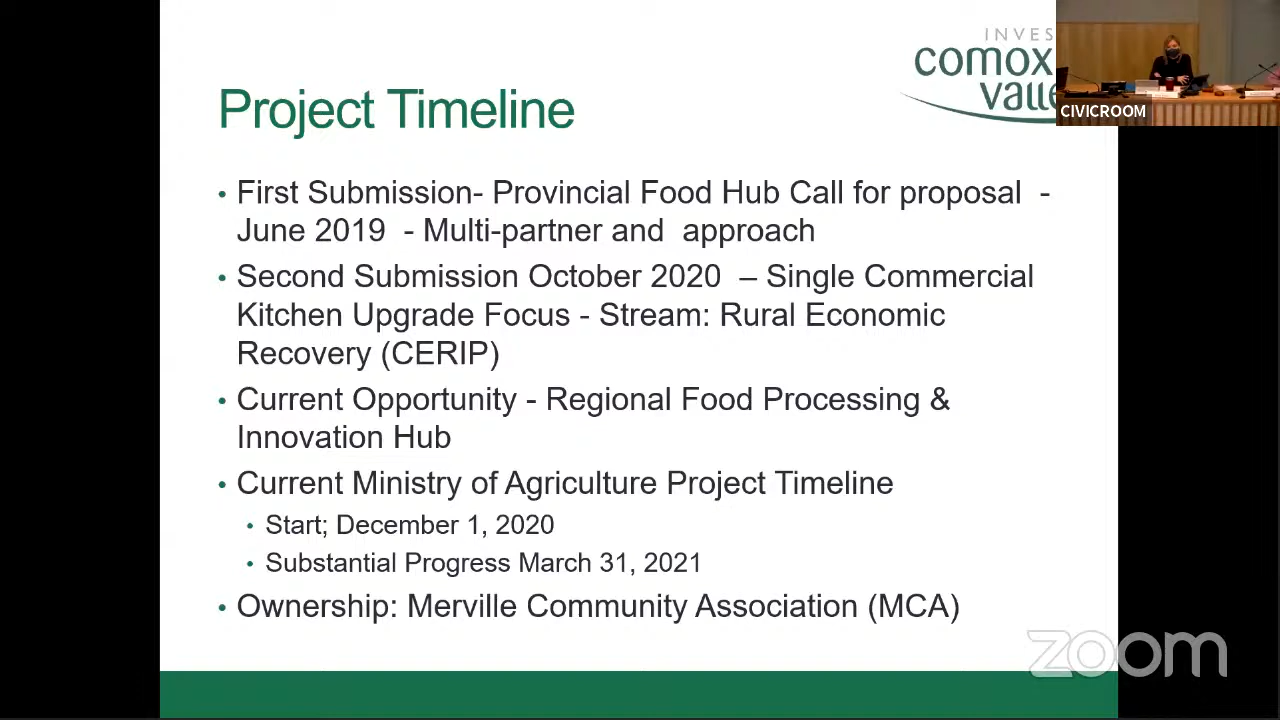 INVES
comox
valle
CIVICROOM
Project Timeline
• First Submission- Provincial Food Hub Call for proposal  -
June 2019  - Multi-partner and  approach
• Second Submission October 2020  – Single Commercial
Kitchen Upgrade Focus - Stream: Rural Economic
Recovery (CERIP)
• Current Opportunity - Regional Food Processing &
Innovation Hub
• Current Ministry of Agriculture Project Timeline
• Start; December 1, 2020
• Substantial Progress March 31, 2021
• Ownership: Merville Community Association (MCA)
zoom